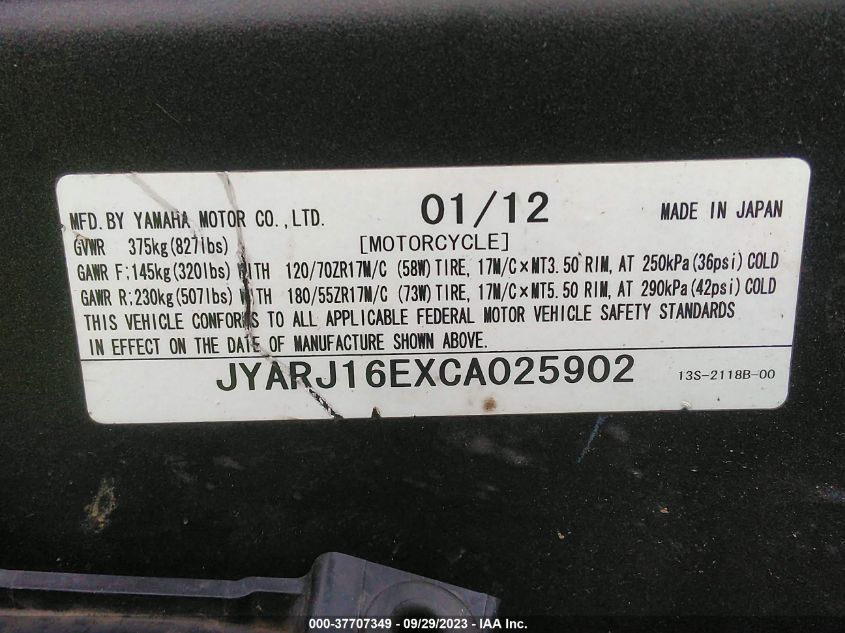 MFD. BY YAMAHA MOTOR CO.,LTD. 01/12 MADE IN JAPAN
GVWR 375kg(827lbs) [MOTORCYCLE]
GAWR F:145kg(320lbs) WITH 120/70ZR17M/C (58W) TIRE, 17M/C×MT3.50 RIM, AT 250kPa(36psi) COLD
GAWR R:230kg(507lbs) WITH 180/55ZR17M/C (73W) TIRE, 17M/C×MT5.50 RIM, AT 290kPa(42psi) COLD
THIS VEHICLE CONFORMS TO ALL APPLICABLE FEDERAL MOTOR VEHICLE SAFETY STANDARDS
IN EFFECT ON THE DATE OF MANUFACTURE SHOWN ABOVE.
JYARJ16EXCA025902 13S-2118B-00
000-37707349 - 09/29/2023 - IAA Inc.